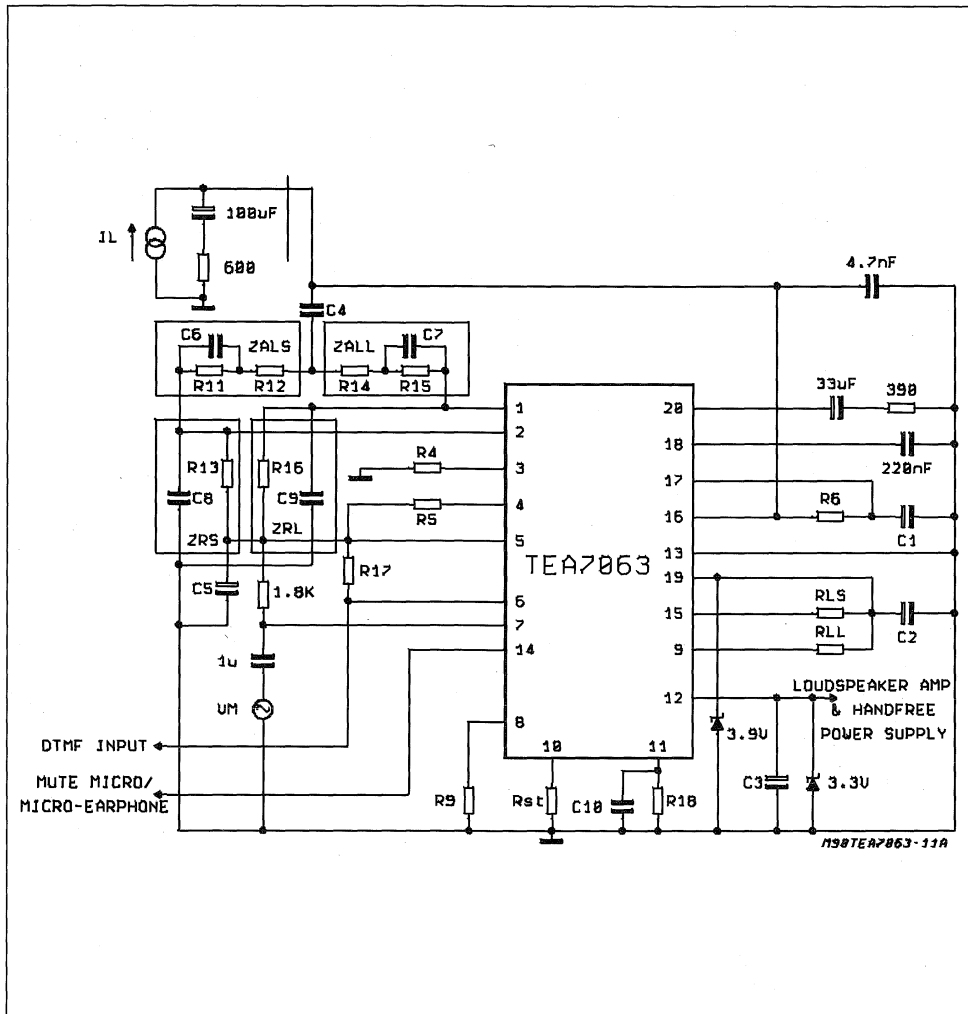 100uF
IL
600
4.7nF
C4
C6
ZALS
ZALL
C7
R11
R12
R14
R15
33uF
390
1
20
2
18
220nF
R13
R16
R4
3
17
C8
C9
R5
4
16
R6
C1
ZRS
ZRL
5
13
TEA7063
R17
19
C5
1.8K
6
15
RLS
C2
7
9
RLL
14
1u
12
LOUDSPEAKER AMP
& HANDFREE
POWER SUPPLY
VM
8
3.9V
DTMF INPUT
10
11
C3
3.3V
MUTE MICRO/
MICRO-EARPHONE
R9
Rst
C10
R18
M90TEA7063-11A